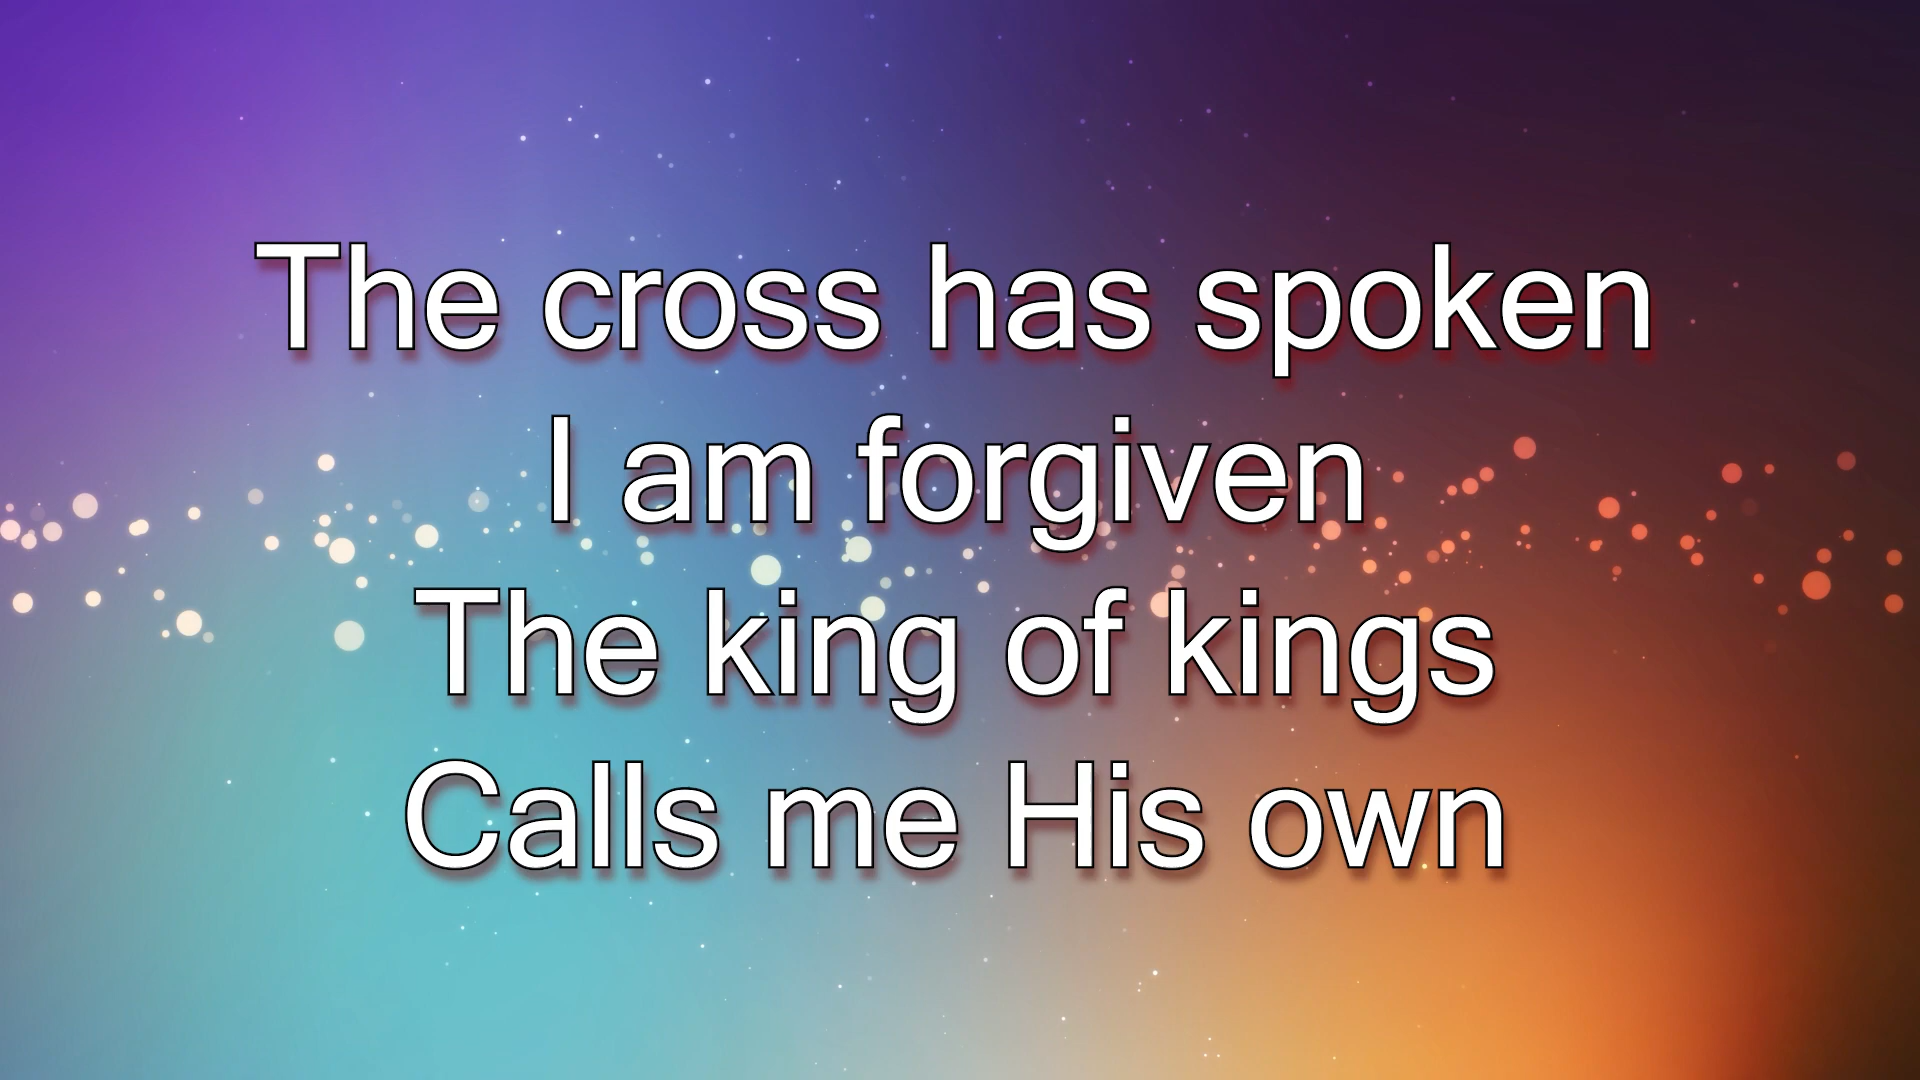 The cross has spoken
I am forgiven
The king of kings
Calls me His own